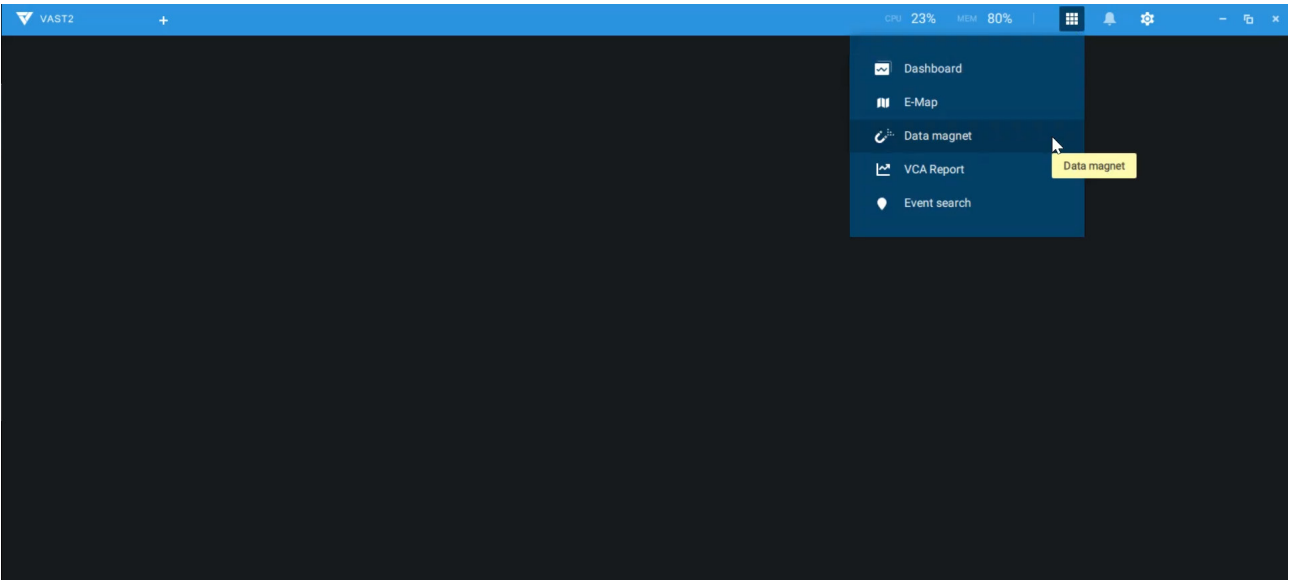 VAST2 + CPU 23% MEM 80%
Dashboard
E-Map
Data magnet
Data magnet
VCA Report
Event search